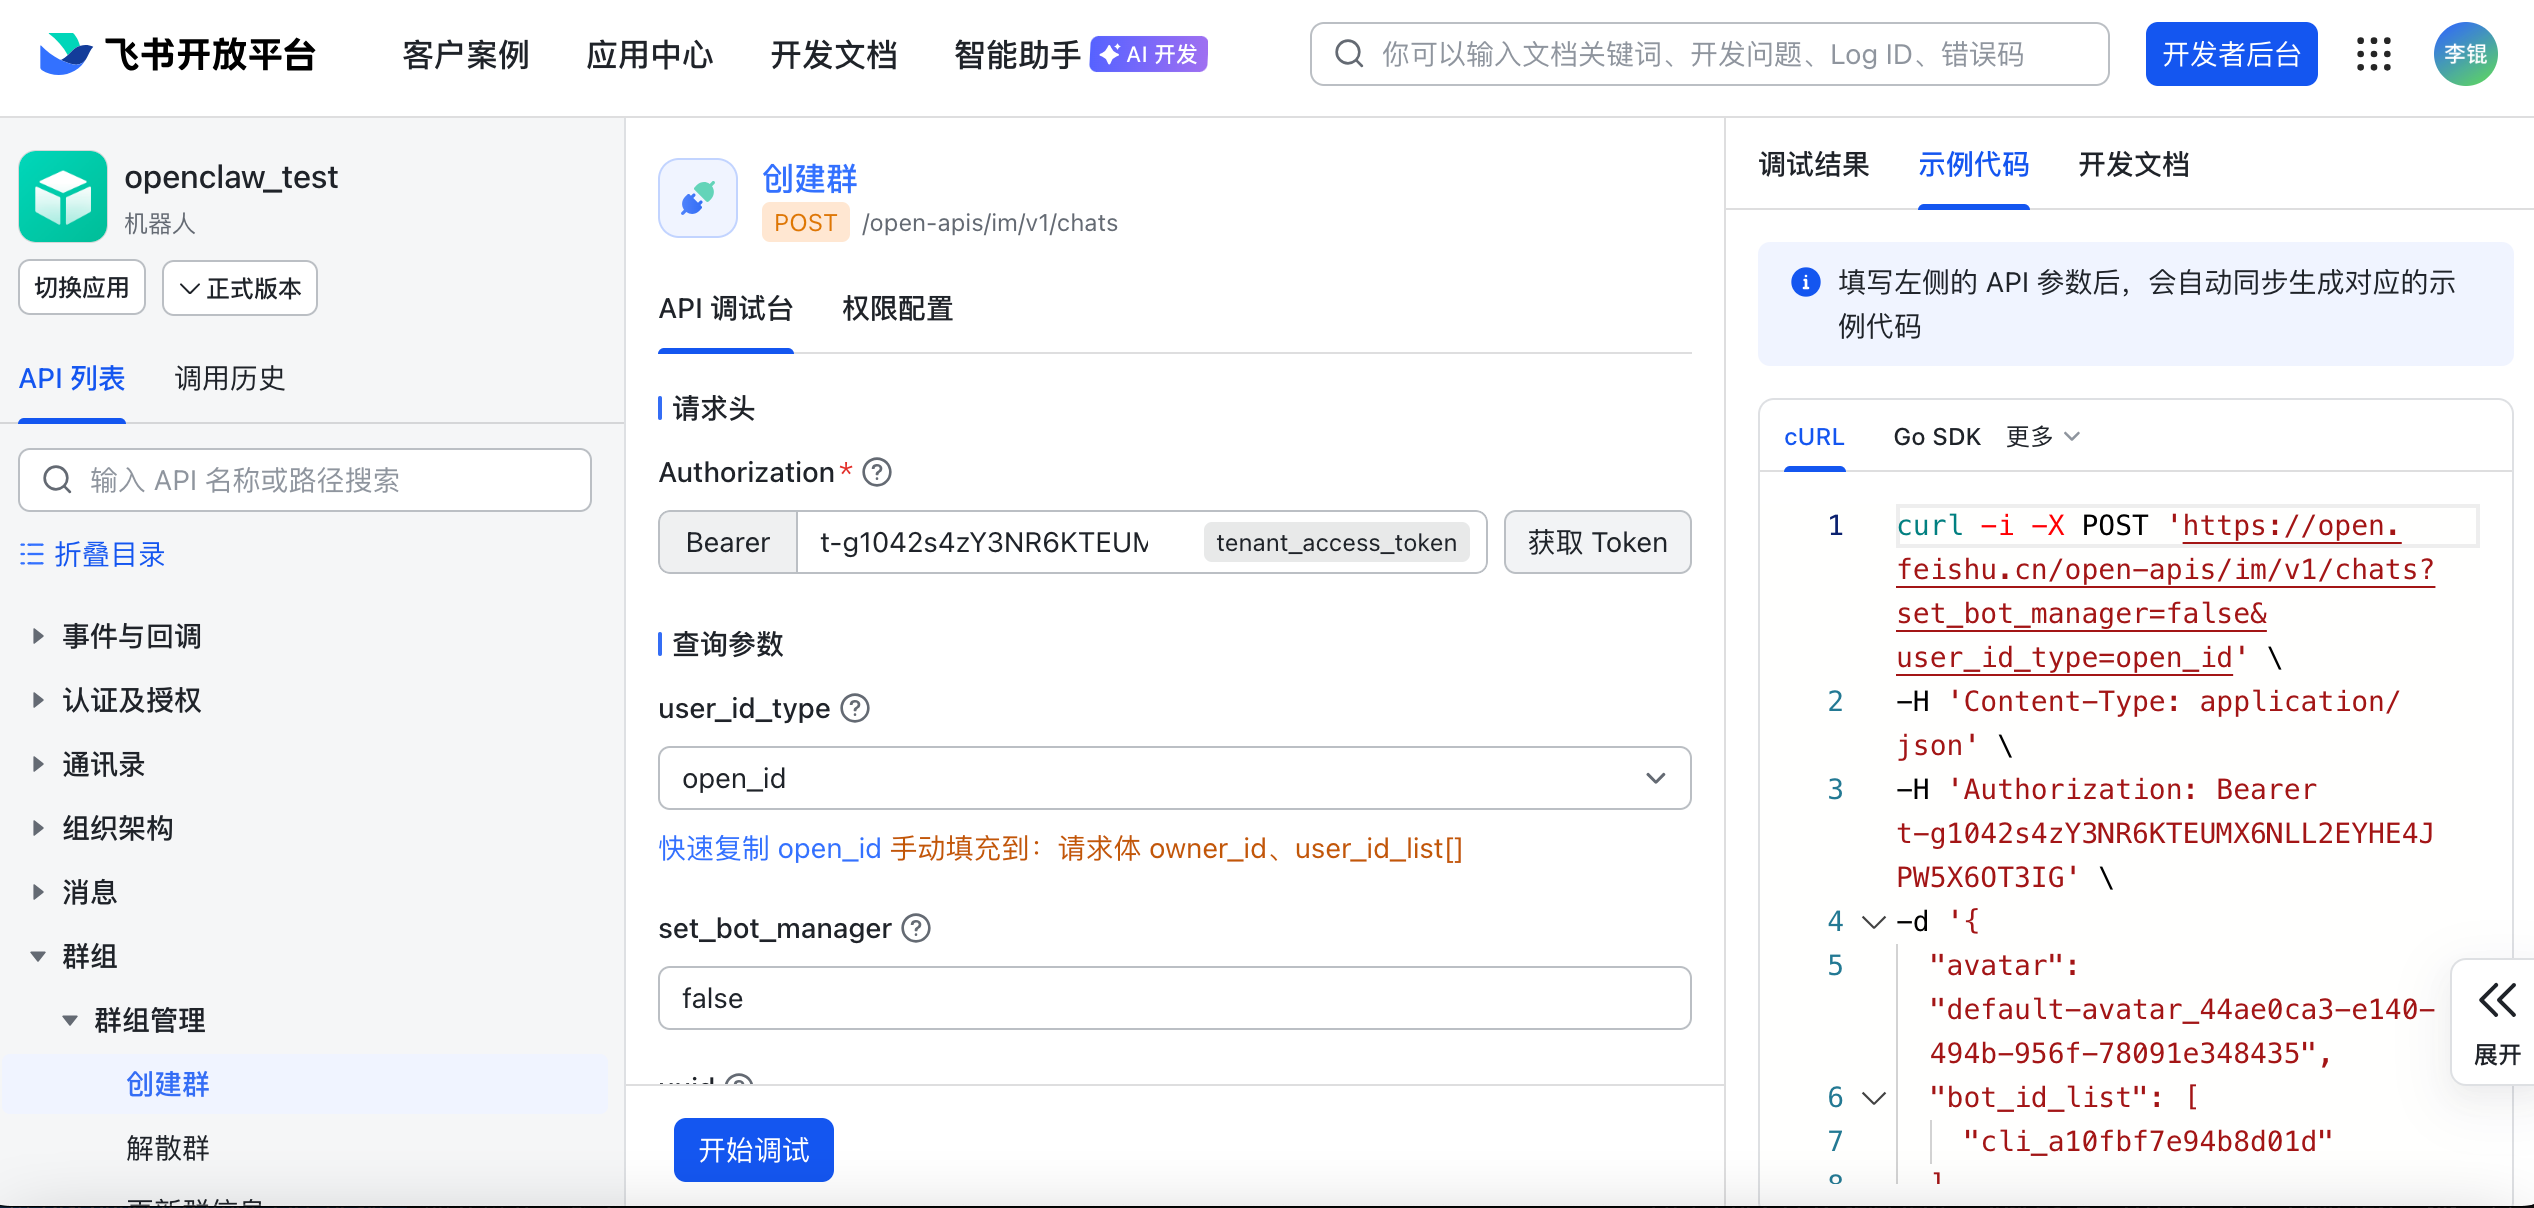 飞书开放平台
客户案例
应用中心
开发文档
智能助手
AI 开发
你可以输入文档关键词、开发问题、Log ID、错误码
开发者后台
李锟
openclaw_test
机器人
切换应用
正式版本
API 列表
调用历史
输入 API 名称或路径搜索
折叠目录
事件与回调
认证及授权
通讯录
组织架构
消息
群组
群组管理
创建群
解散群
更新群信息
创建群
POST /open-apis/im/v1/chats
API 调试台
权限配置
请求头
Authorization *
Bearer t-g1042s4zY3NR6KTEUM tenant_access_token 获取 Token
查询参数
user_id_type
open_id
快速复制 open_id 手动填充到：请求体 owner_id、user_id_list[]
set_bot_manager
false
uuid
开始调试
调试结果
示例代码
开发文档
填写左侧的 API 参数后，会自动同步生成对应的示
例代码
cURL
Go SDK
更多
1 curl -i -X POST 'https://open.
feishu.cn/open-apis/im/v1/chats?
set_bot_manager=false&
user_id_type=open_id' \
2 -H 'Content-Type: application/
json' \
3 -H 'Authorization: Bearer
t-g1042s4zY3NR6KTEUMX6NLL2EYHE4J
PW5X6OT3IG' \
4 -d '{
5 "avatar":
"default-avatar_44ae0ca3-e140-
494b-956f-78091e348435",
6 "bot_id_list": [
7 "cli_a10fbf7e94b8d01d"
8 ]
展开